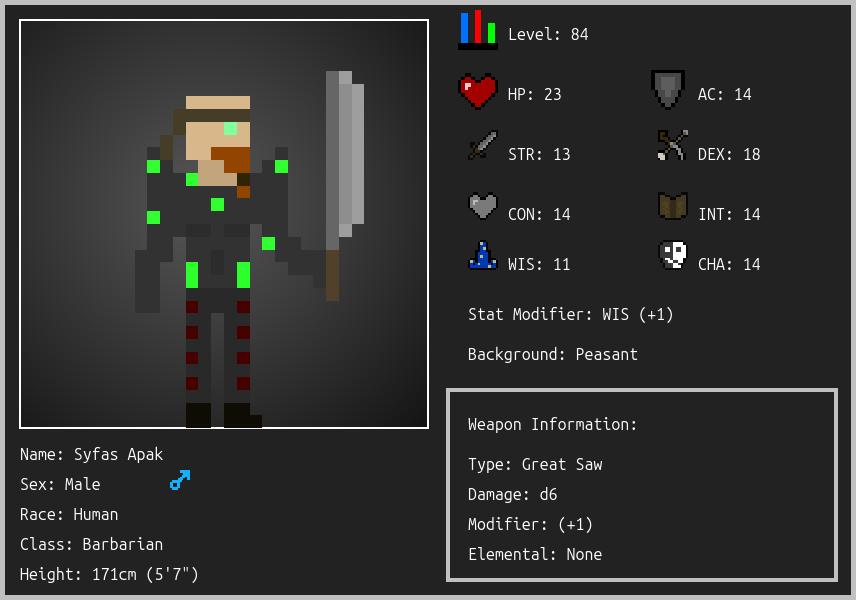 Level: 84
HP: 23
AC: 14
STR: 13
DEX: 18
CON: 14
INT: 14
WIS: 11
CHA: 14
Stat Modifier: WIS (+1)
Background: Peasant
Weapon Information:
Type: Great Saw
Damage: d6
Modifier: (+1)
Elemental: None
Name: Syfas Apak
Sex: Male
Race: Human
Class: Barbarian
Height: 171cm (5'7")